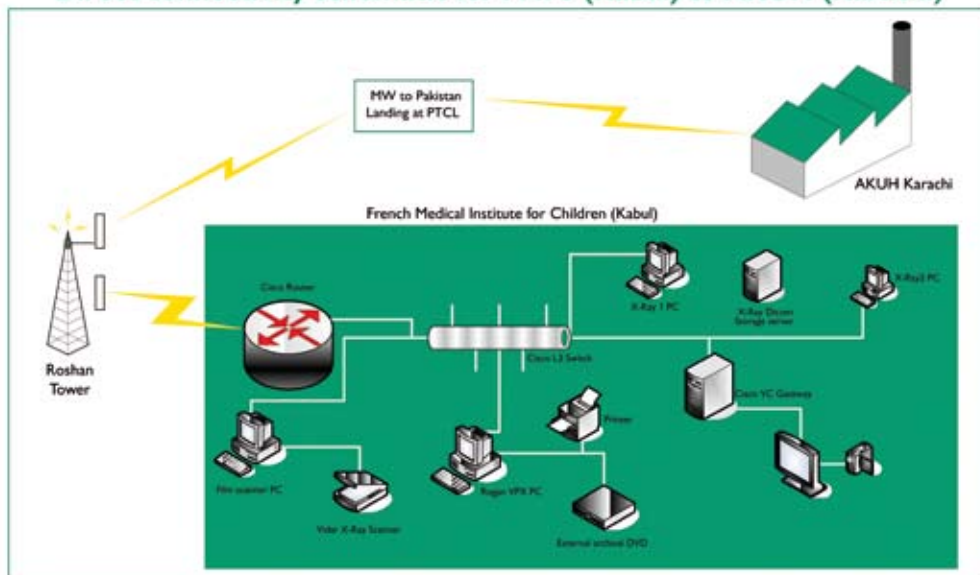 MW to Pakistan
Landing at PTCL
AKUH Karachi
French Medical Institute for Children (Kabul)
Roshan
Tower
Cisco Router
X-Ray 1 PC
X-Ray Dicom
Storage server
X-Ray2 PC
Cisco L3 Switch
Cisco VC Gateway
Printer
Film scanner PC
Vider X-Ray Scanner
Rogan VPX PC
External archival DVD